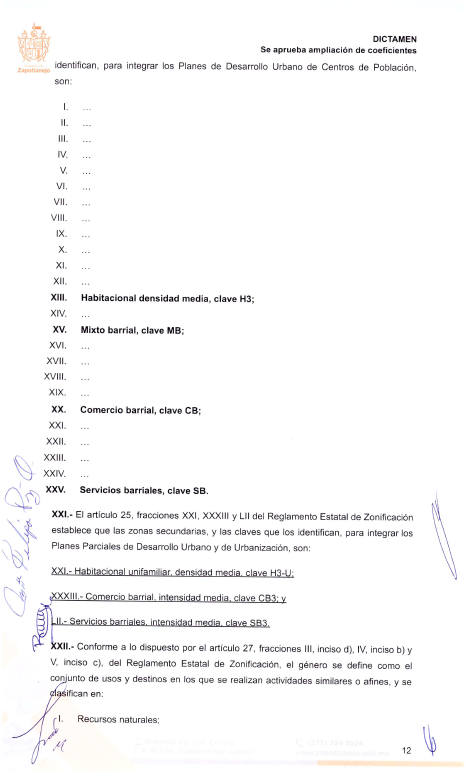 DICTAMEN
Se aprueba ampliación de coeficientes
Zapotlanejo
identifican, para integrar los Planes de Desarrollo Urbano de Centros de Población,
son:
I. ...
II. ...
III. ...
IV. ...
V. ...
VI. ...
VII. ...
VIII. ...
IX. ...
X. ...
XI. ...
XII. ...
XIII. Habitacional densidad media, clave H3;
XIV. ...
XV. Mixto barrial, clave MB;
XVI. ...
XVII. ...
XVIII. ...
XIX. ...
XX. Comercio barrial, clave CB;
XXI. ...
XXII. ...
XXIII. ...
XXIV. ...
XXV. Servicios barriales, clave SB.
XXI.- El artículo 25, fracciones XXI, XXXIII y LII del Reglamento Estatal de Zonificación
establece que las zonas secundarias, y las claves que los identifican, para integrar los
Planes Parciales de Desarrollo Urbano y de Urbanización, son:
XXI.- Habitacional unifamiliar, densidad media, clave H3-U;
XXXIII.- Comercio barrial, intensidad media, clave CB3; y
LII.- Servicios barriales, intensidad media, clave SB3.
XXII.- Conforme a lo dispuesto por el artículo 27, fracciones III, inciso d), IV, inciso b) y
V, inciso c), del Reglamento Estatal de Zonificación, el género se define como el
conjunto de usos y destinos en los que se realizan actividades similares o afines, y se
clasifican en:
I. Recursos naturales;
12